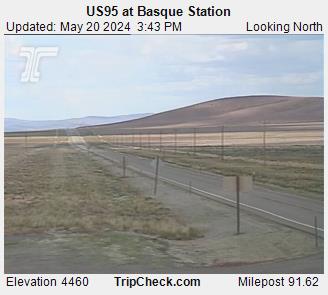 US95 at Basque Station
Updated: May 20 2024 3:43 PM Looking North
Elevation 4460 TripCheck.com Milepost 91.62